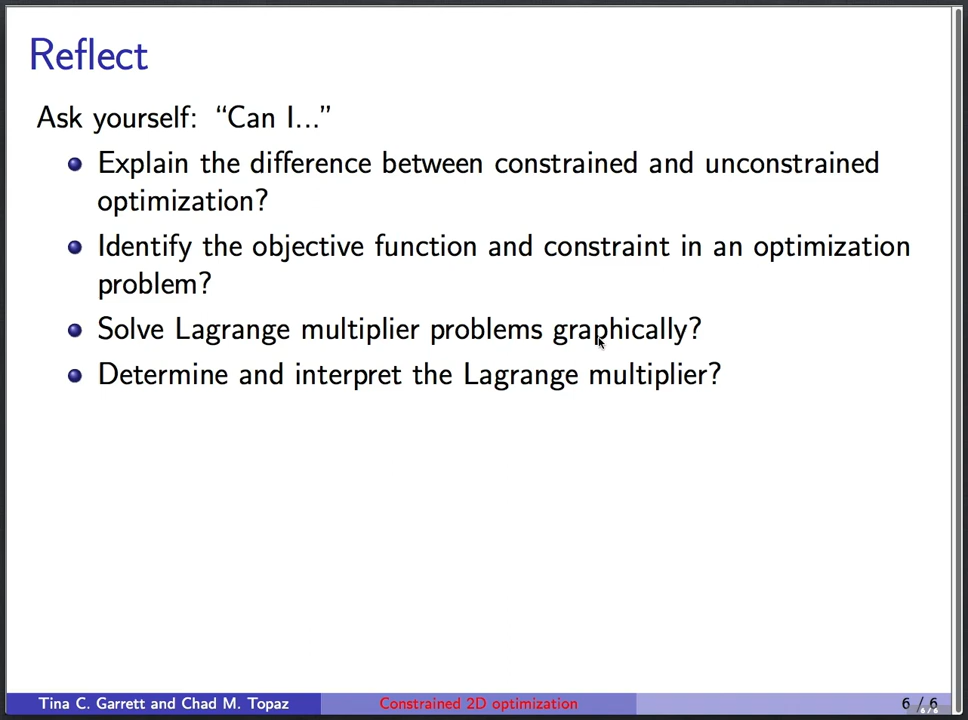 Reflect
Ask yourself: “Can I...”
Explain the difference between constrained and unconstrained
optimization?
Identify the objective function and constraint in an optimization
problem?
Solve Lagrange multiplier problems graphically?
Determine and interpret the Lagrange multiplier?
Tina C. Garrett and Chad M. Topaz
Constrained 2D optimization
6 / 6
6 / 6